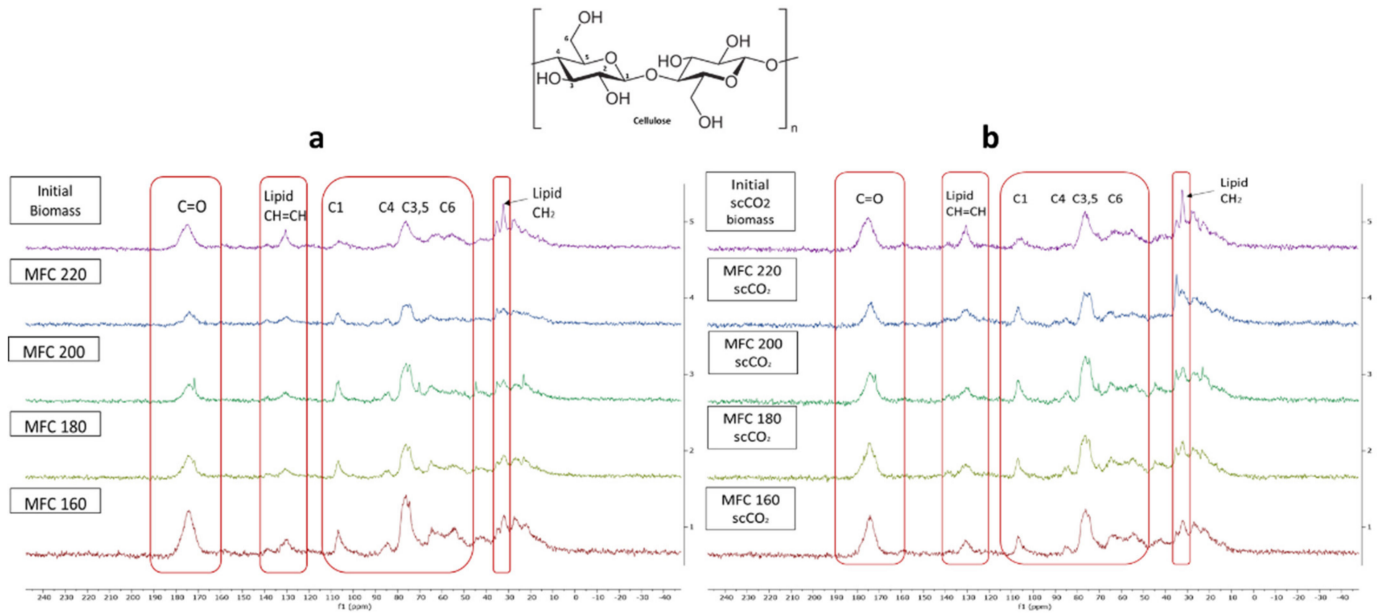 OH
6
4
5
O
HO
3
2
OH
1
O
OH
HO
O
O
OH
n
Cellulose
a
b
Initial
Biomass
C=O
Lipid
CH=CH
C1
C4
C3,5
C6
Lipid
CH2
MFC 220
MFC 200
MFC 180
MFC 160
5
4
3
2
1
230
220
210
200
190
180
170
160
150
140
130
120
110
100
90
80
70
60
50
40
30
20
10
0
-10
-20
-30
-40
f1 (ppm)
Initial
scCO2
biomass
C=O
Lipid
CH=CH
C1
C4
C3,5
C6
Lipid
CH₂
MFC 220
scCO₂
MFC 200
scCO₂
MFC 180
scCO₂
MFC 160
scCO₂
5
4
3
2
1
240
230
220
210
200
190
180
170
160
150
140
130
120
110
100
90
80
70
60
50
40
30
20
10
0
-10
-20
-30
-40
f1 (ppm)